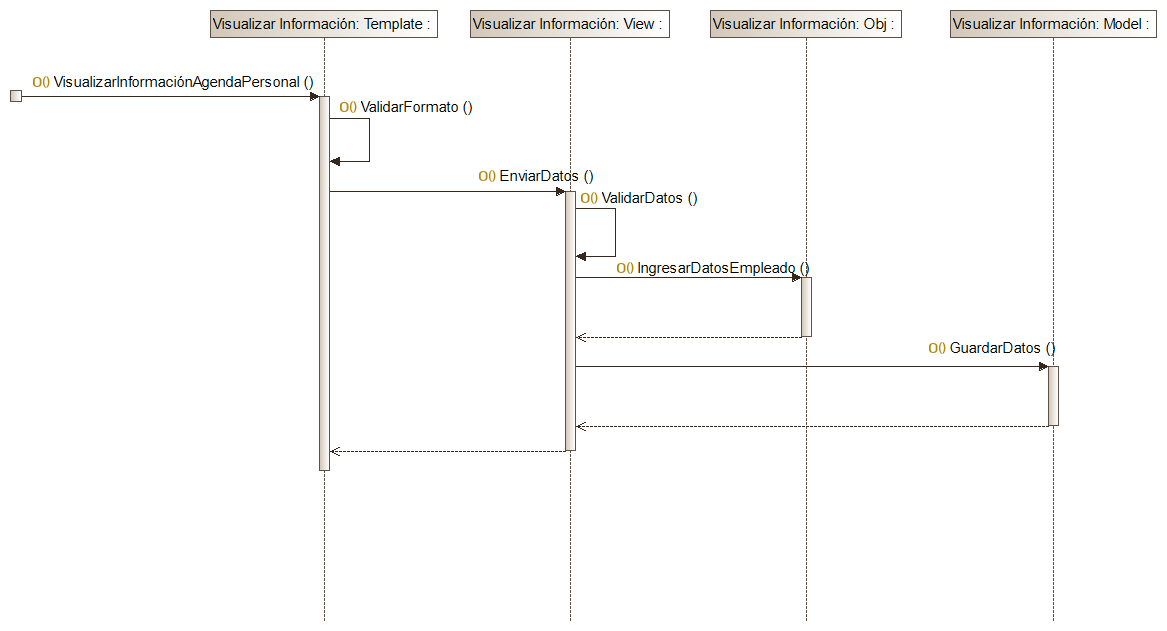 Visualizar Información: Template :
Visualizar Información: View :
Visualizar Información: Obj :
Visualizar Información: Model :
O() VisualizarInformaciónAgendaPersonal ()
O() ValidarFormato ()
O() EnviarDatos ()
O() ValidarDatos ()
O() IngresarDatosEmpleado ()
O() GuardarDatos ()